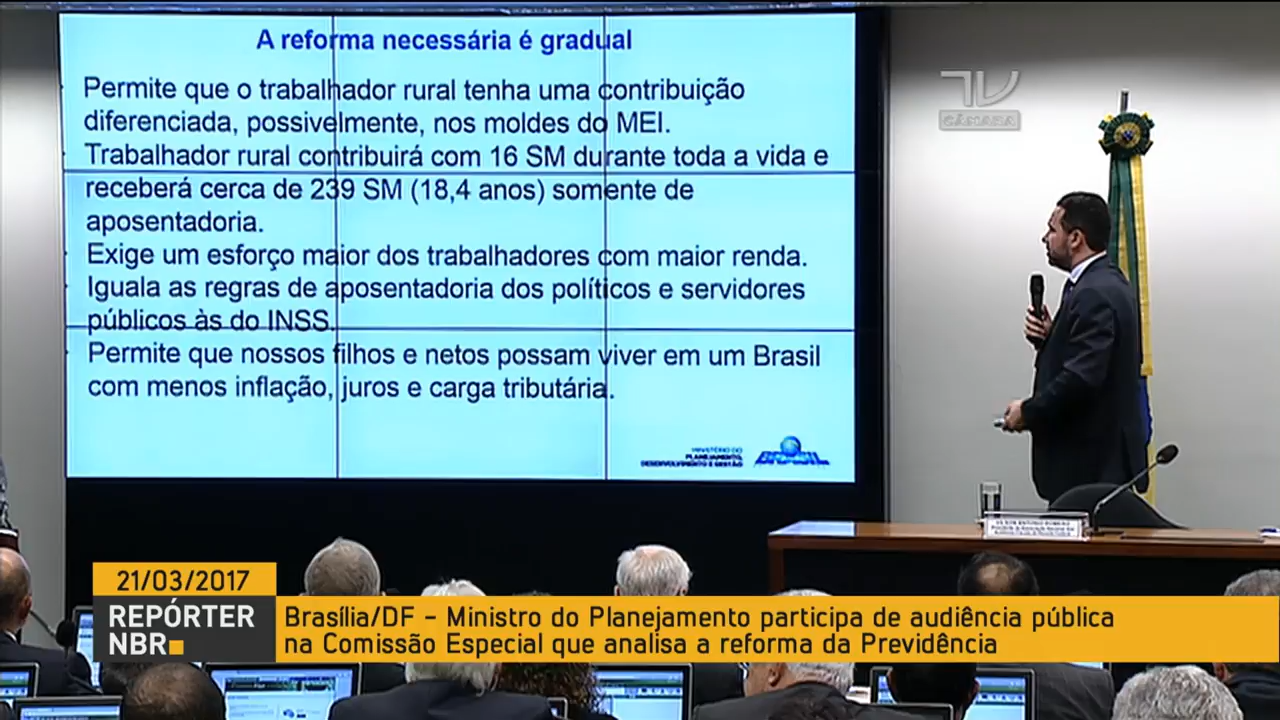 A reforma necessária é gradual
Permite que o trabalhador rural tenha uma contribuição
diferenciada, possivelmente, nos moldes do MEI.
Trabalhador rural contribuirá com 16 SM durante toda a vida e
receberá cerca de 239 SM (18,4 anos) somente de
aposentadoria.
Exige um esforço maior dos trabalhadores com maior renda.
Iguala as regras de aposentadoria dos políticos e servidores
públicos às do INSS.
Permite que nossos filhos e netos possam viver em um Brasil
com menos inflação, juros e carga tributária.
MINISTÉRIO DO
PLANEJAMENTO,
DESENVOLVIMENTO E GESTÃO
TV
CÂMARA
21/03/2017
REPÓRTER
NBR
Brasília/DF – Ministro do Planejamento participa de audiência pública
na Comissão Especial que analisa a reforma da Previdência